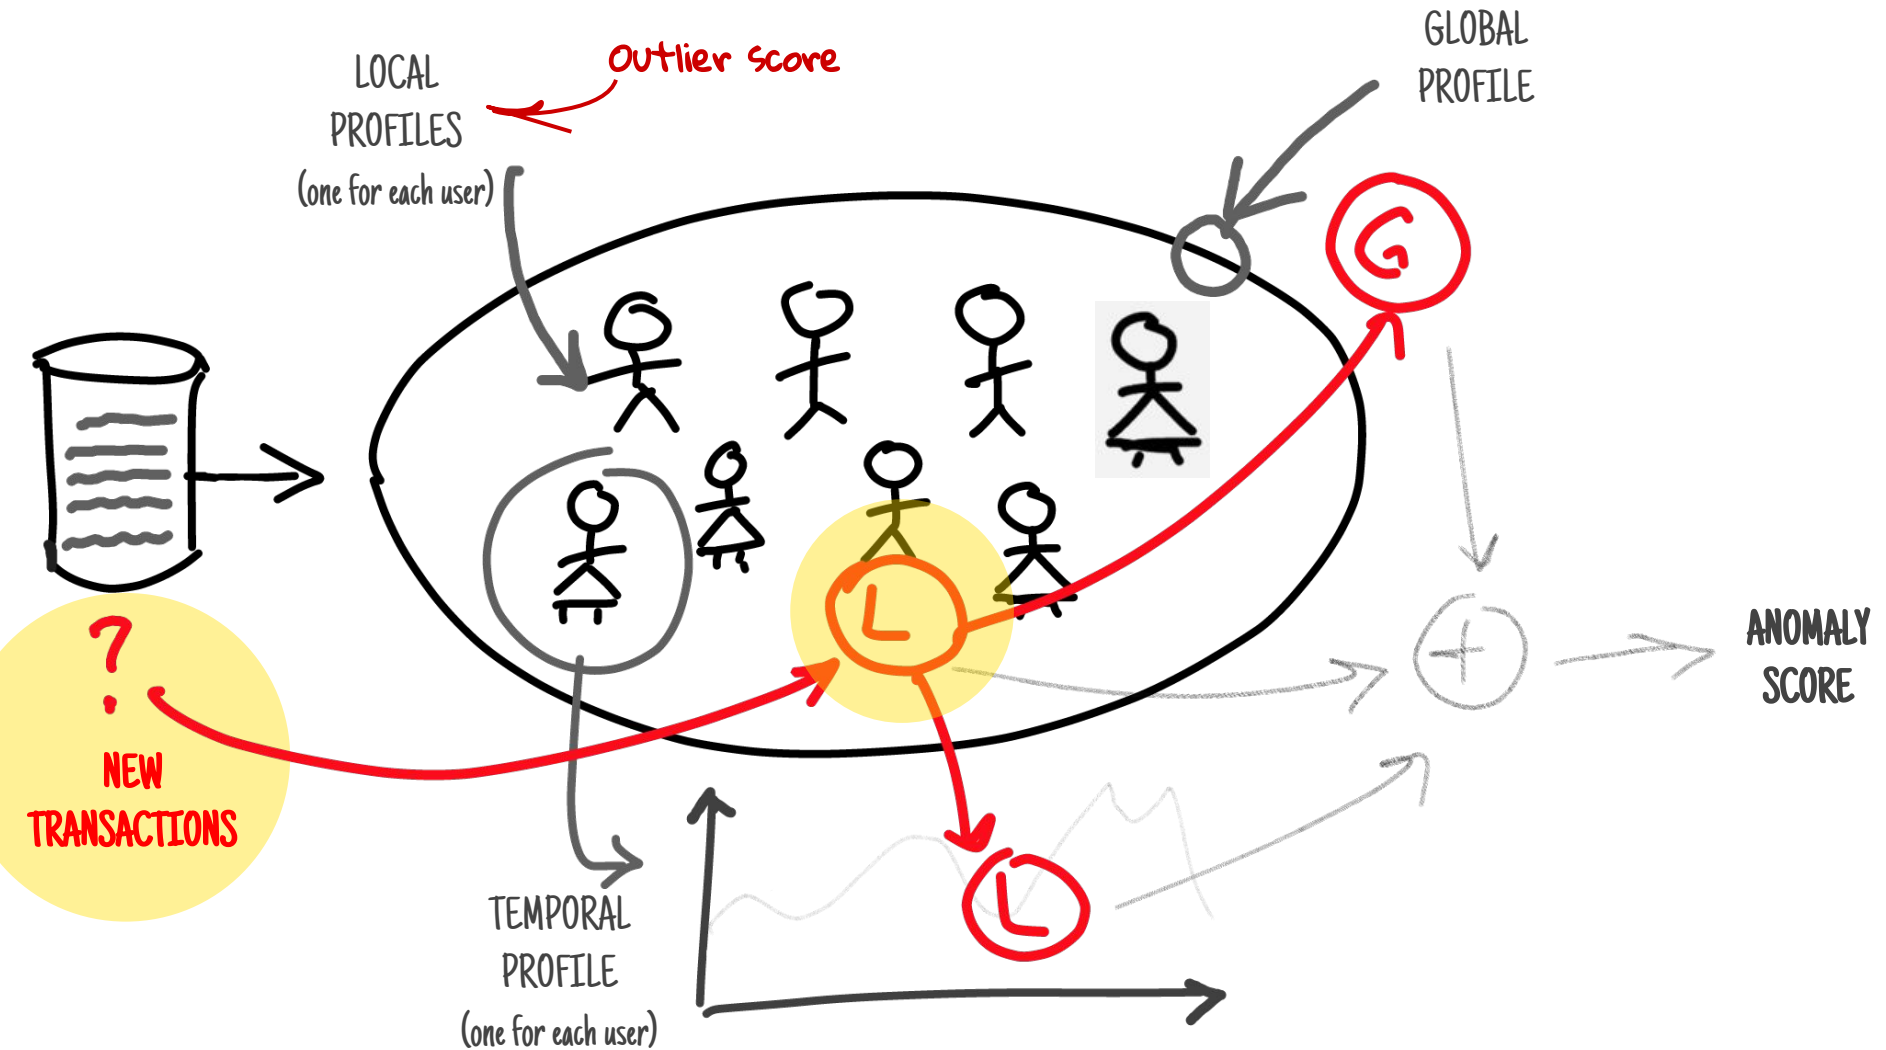 GLOBAL
PROFILE
Outlier score
LOCAL
PROFILES
(one for each user)
G
L
?
NEW
TRANSACTIONS
+
ANOMALY
SCORE
L
TEMPORAL
PROFILE
(one for each user)